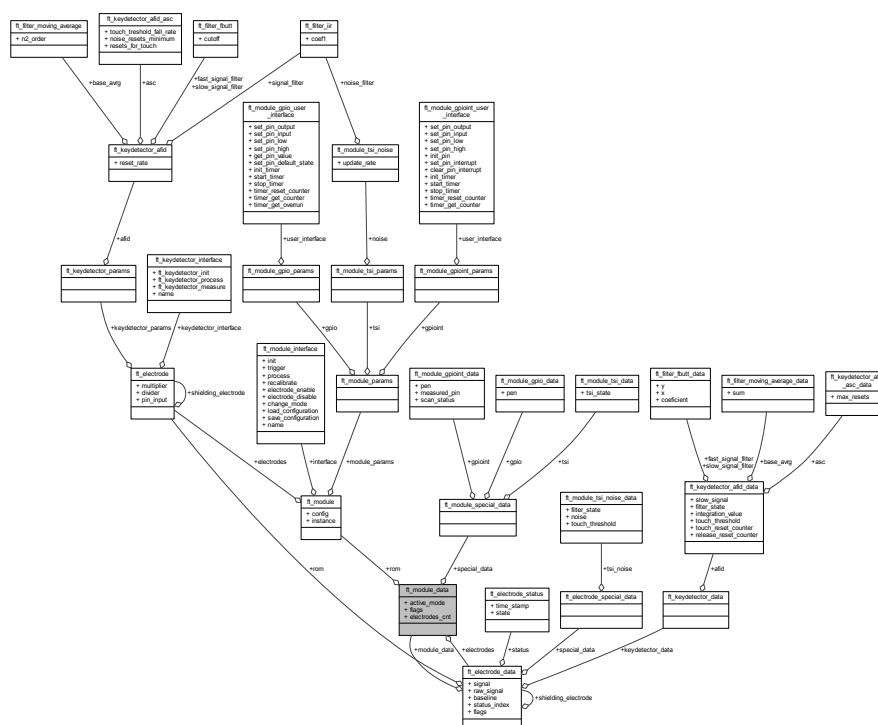 ft_filter_moving_average
+ n2_order
ft_keydetector_afid_asc
+ touch_treshold_fall_rate
+ noise_resets_minimum
+ resets_for_touch
ft_filter_fbutt
+ cutoff
ft_filter_iir
+ coef1
+base_avrg
+asc
+fast_signal_filter
+slow_signal_filter
+signal_filter
+noise_filter
ft_keydetector_afid
+ reset_rate
ft_module_gpio_user
_interface
+ set_pin_output
+ set_pin_input
+ set_pin_low
+ set_pin_high
+ get_pin_value
+ set_pin_default_state
+ init_timer
+ start_timer
+ stop_timer
+ timer_reset_counter
+ timer_get_counter
+ timer_get_overrun
ft_module_tsi_noise
+ update_rate
ft_module_gpioint_user
_interface
+ set_pin_output
+ set_pin_input
+ set_pin_low
+ set_pin_high
+ init_pin
+ set_pin_interrupt
+ clear_pin_interrupt
+ init_timer
+ start_timer
+ stop_timer
+ timer_reset_counter
+ timer_get_counter
+afid
+user_interface
+noise
+user_interface
ft_keydetector_params
ft_keydetector_interface
+ ft_keydetector_init
+ ft_keydetector_process
+ ft_keydetector_measure
+ name
ft_module_gpio_params
ft_module_tsi_params
ft_module_gpioint_params
+keydetector_params
+keydetector_interface
+gpio
+tsi
+gpioint
ft_electrode
+ multiplier
+ divider
+ pin_input
+shielding_electrode
ft_module_interface
+ init
+ trigger
+ process
+ recalibrate
+ electrode_enable
+ electrode_disable
+ change_mode
+ load_configuration
+ save_configuration
+ name
ft_module_params
ft_module_gpioint_data
+ pen
+ measured_pin
+ scan_status
ft_module_gpio_data
+ pen
ft_module_tsi_data
+ tsi_state
ft_filter_fbutt_data
+ y
+ x
+ coeficient
ft_filter_moving_average_data
+ sum
ft_keydetector_afid
_asc_data
+ max_resets
+electrodes
+interface
+module_params
+gpioint
+gpio
+tsi
+fast_signal_filter
+slow_signal_filter
+base_avrg
+asc
ft_module
+ config
+ instance
ft_module_special_data
ft_module_tsi_noise_data
+ filter_state
+ noise
+ touch_threshold
ft_keydetector_afid_data
+ slow_signal
+ filter_state
+ integration_value
+ touch_threshold
+ touch_reset_counter
+ release_reset_counter
+rom
+rom
+special_data
+tsi_noise
+afid
ft_module_data
+ active_mode
+ flags
+ electrodes_cnt
ft_electrode_status
+ time_stamp
+ state
ft_electrode_special_data
ft_keydetector_data
+module_data
+electrodes
+status
+special_data
+keydetector_data
ft_electrode_data
+ signal
+ raw_signal
+ baseline
+ status_index
+ flags
+shielding_electrode